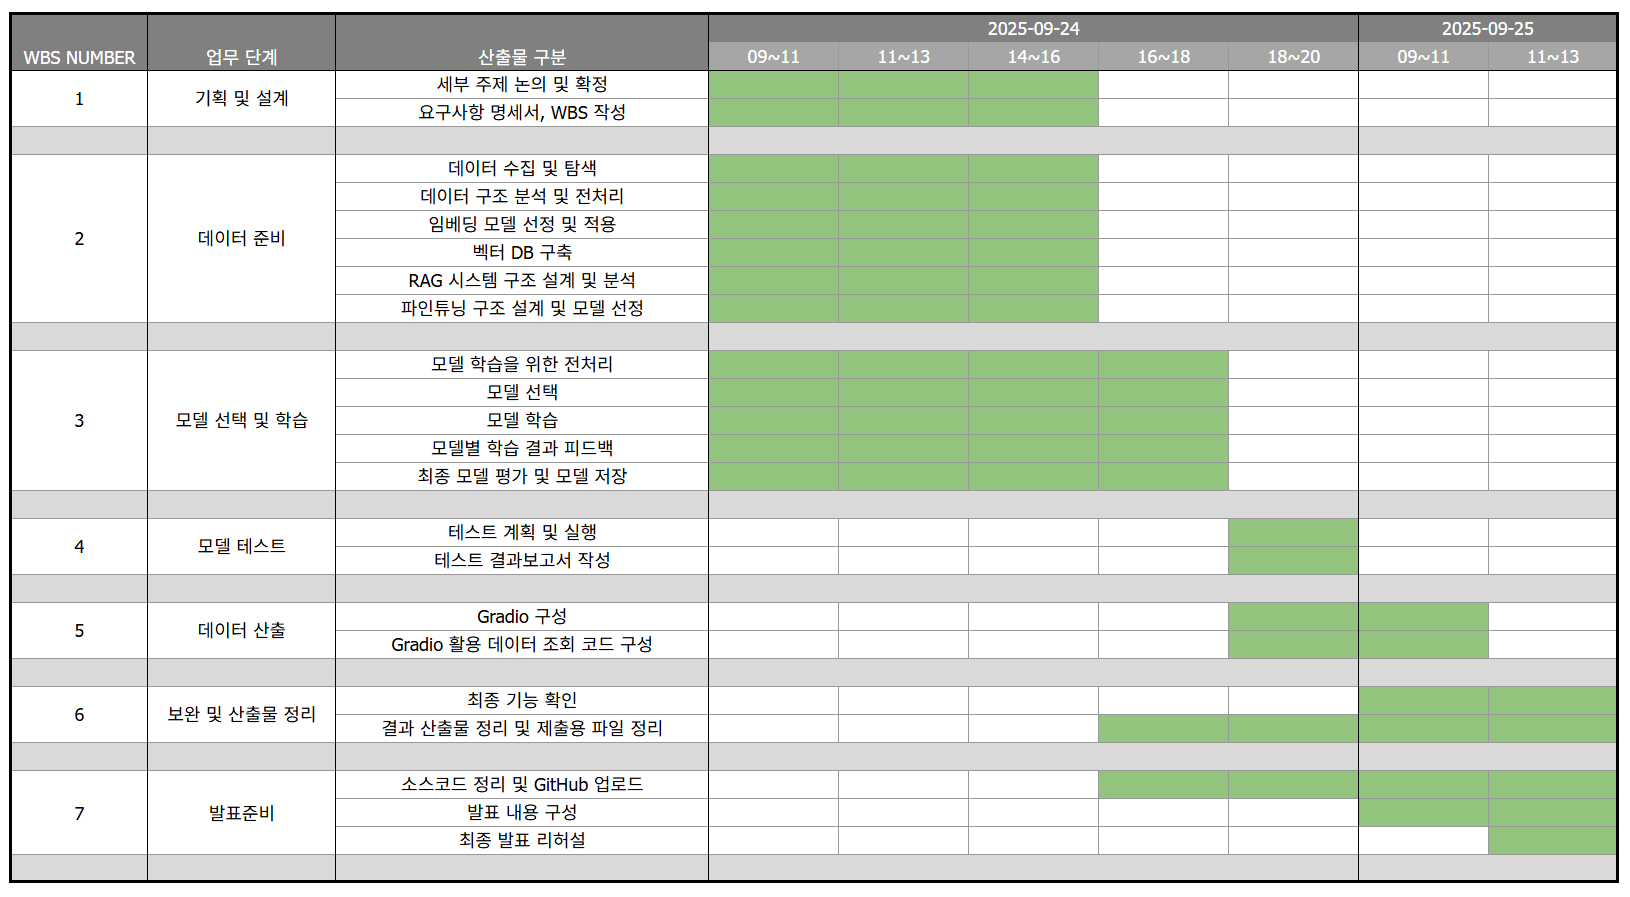 2025-09-24 2025-09-25
WBS NUMBER 업무 단계 산출물 구분 09~11 11~13 14~16 16~18 18~20 09~11 11~13
1 기획 및 설계 세부 주제 논의 및 확정
요구사항 명세서, WBS 작성
2 데이터 준비 데이터 수집 및 탐색
데이터 구조 분석 및 전처리
임베딩 모델 선정 및 적용
벡터 DB 구축
RAG 시스템 구조 설계 및 분석
파인튜닝 구조 설계 및 모델 선정
3 모델 선택 및 학습 모델 학습을 위한 전처리
모델 선택
모델 학습
모델별 학습 결과 피드백
최종 모델 평가 및 모델 저장
4 모델 테스트 테스트 계획 및 실행
테스트 결과보고서 작성
5 데이터 산출 Gradio 구성
Gradio 활용 데이터 조회 코드 구성
6 보완 및 산출물 정리 최종 기능 확인
결과 산출물 정리 및 제출용 파일 정리
7 발표준비 소스코드 정리 및 GitHub 업로드
발표 내용 구성
최종 발표 리허설